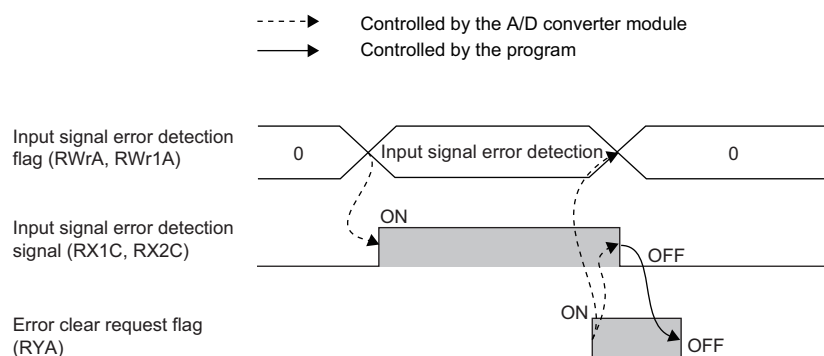 Controlled by the A/D converter module
Controlled by the program
Input signal error detection
flag (RWrA, RWr1A)
0
Input signal error detection
0
Input signal error detection
signal (RX1C, RX2C)
ON
OFF
Error clear request flag
(RYA)
ON
OFF